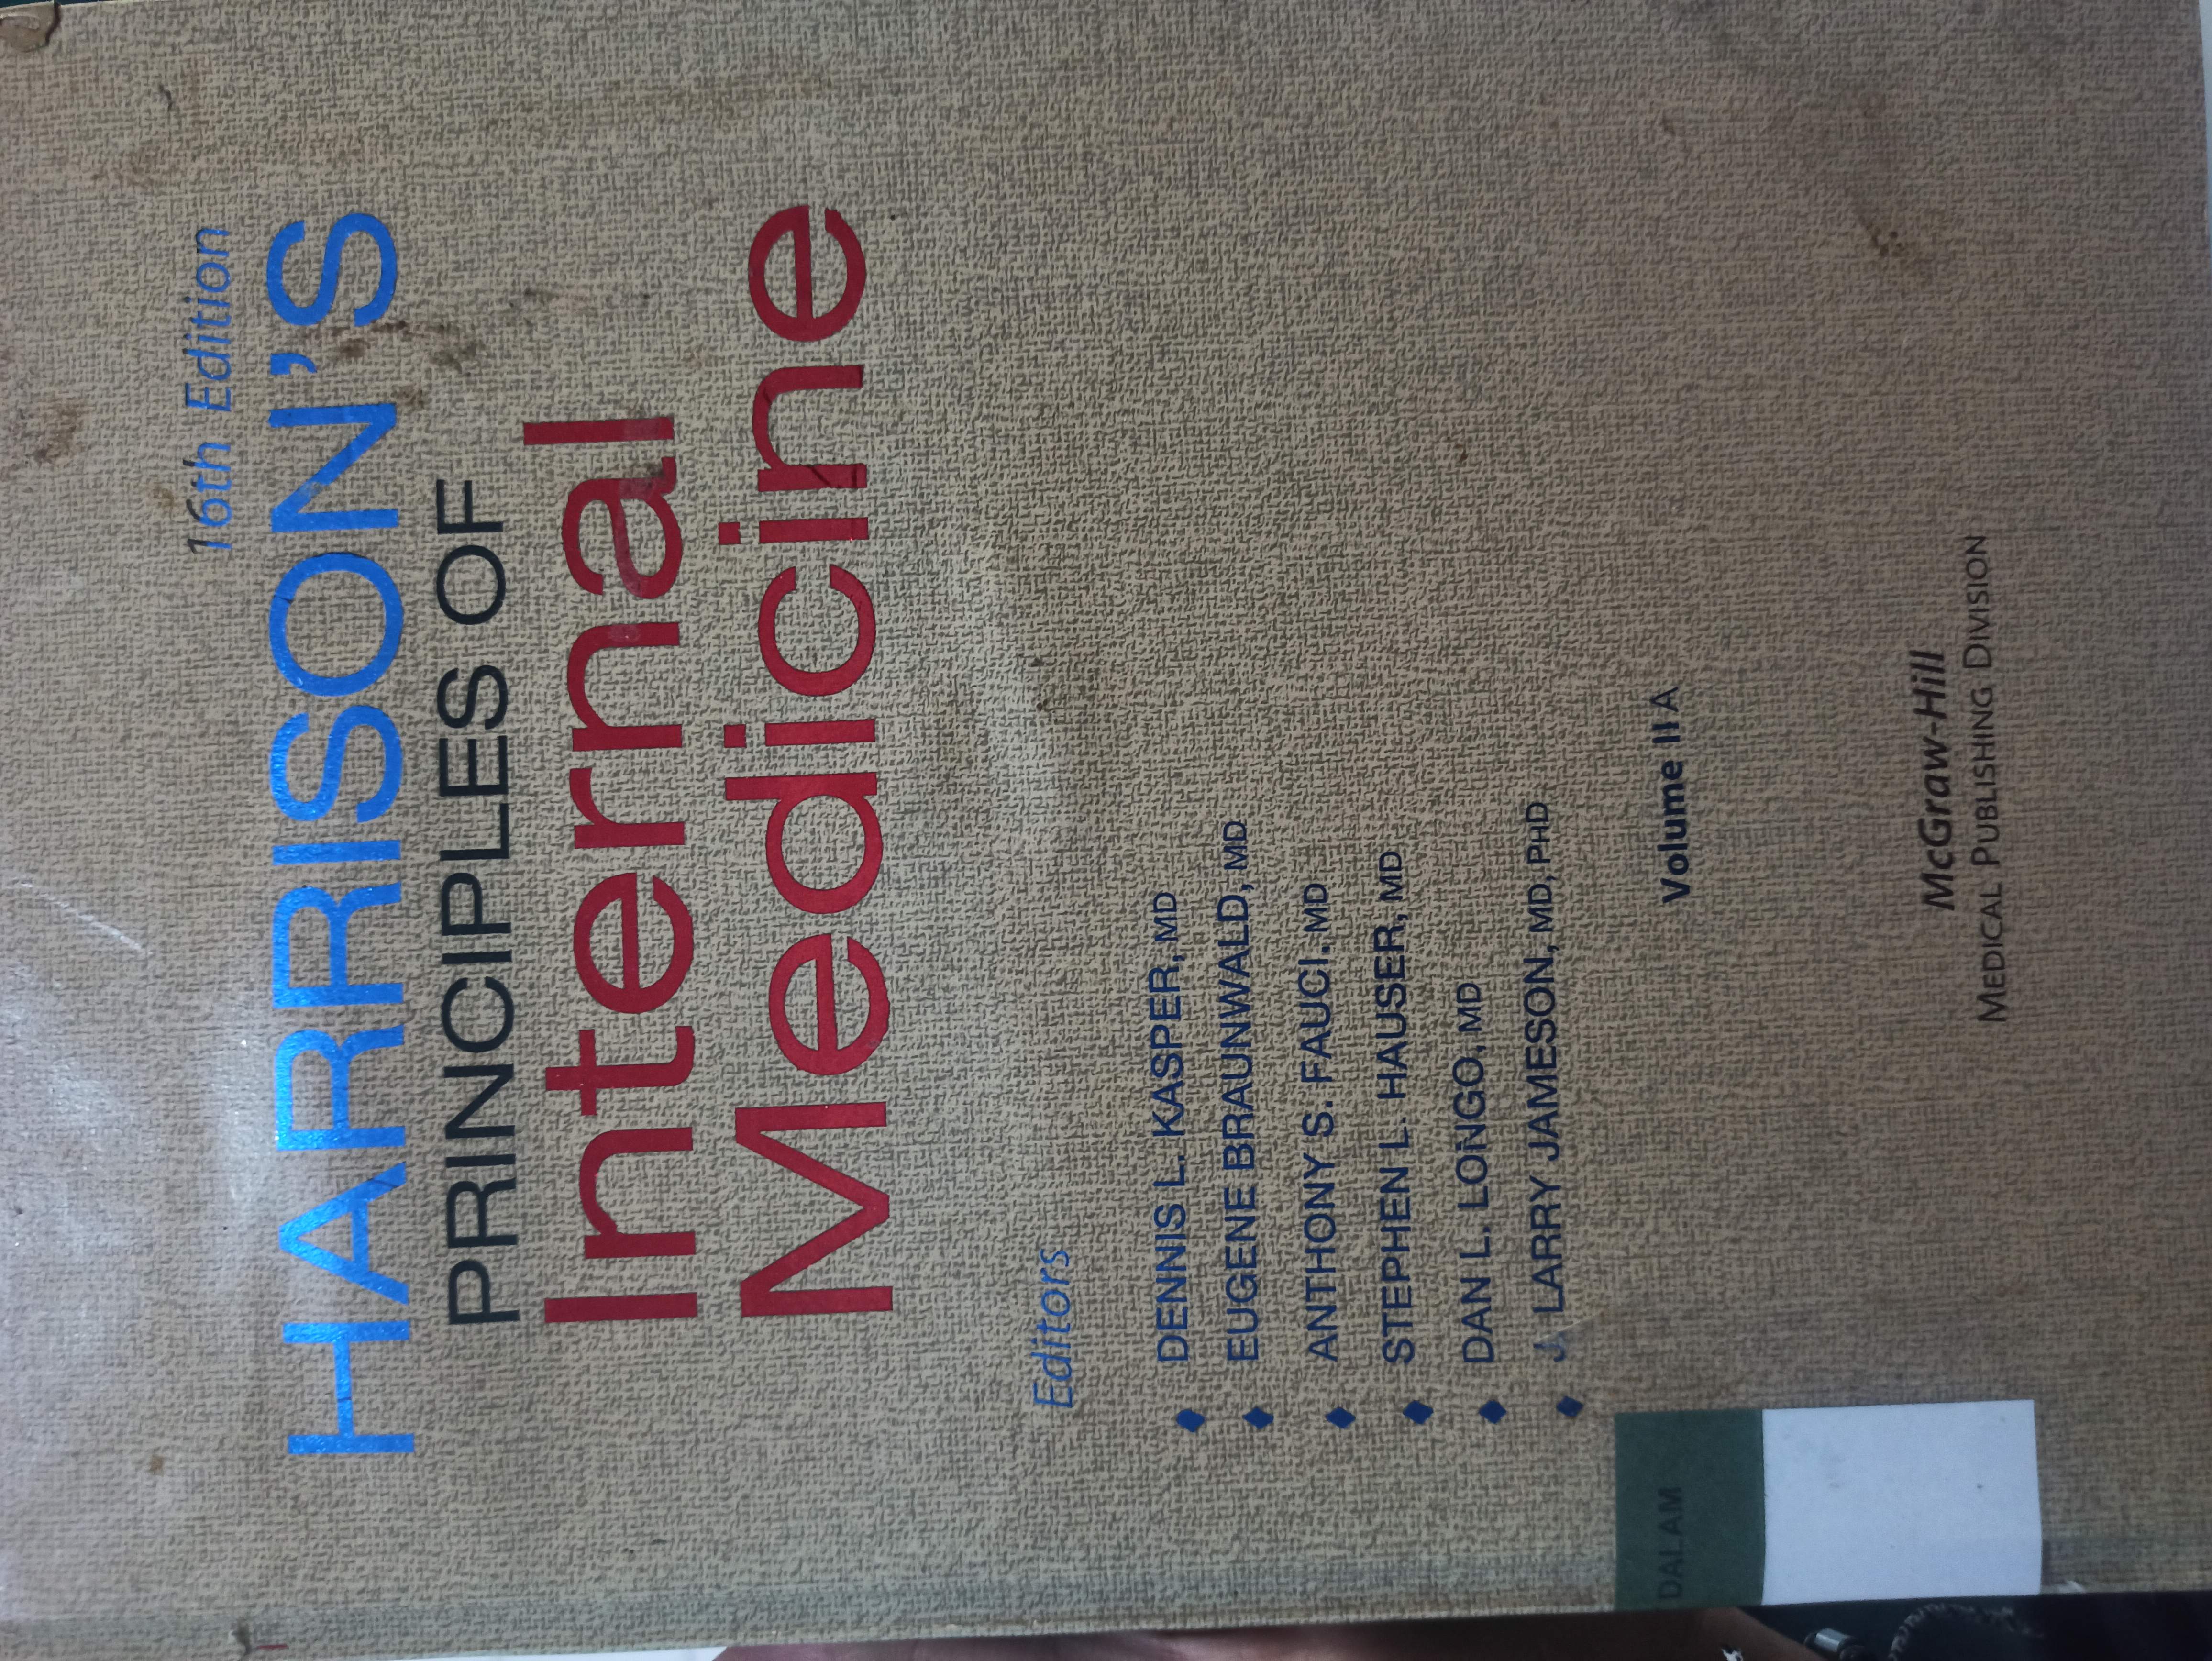 16th Edition
HARRISON'S
PRINCIPLES OF
Internal
Medicine
Editors
DENNIS L. KASPER, MD
EUGENE BRAUNWALD, MD
ANTHONY S. FAUCI, MD
STEPHEN L. HAUSER, MD
DAN L. LONGO, MD
J. LARRY JAMESON, MD, PHD
Volume II A
McGraw-Hill
MEDICAL PUBLISHING DIVISION
DALAM